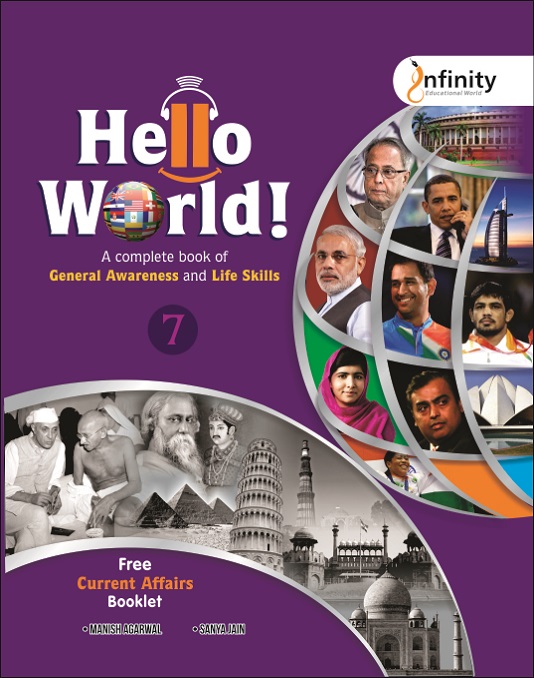 infinity
Educational World
Hello
World!
A complete book of
General Awareness and Life Skills
7
Free
Current Affairs
Booklet
• MANISH AGARWAL • SANYA JAIN